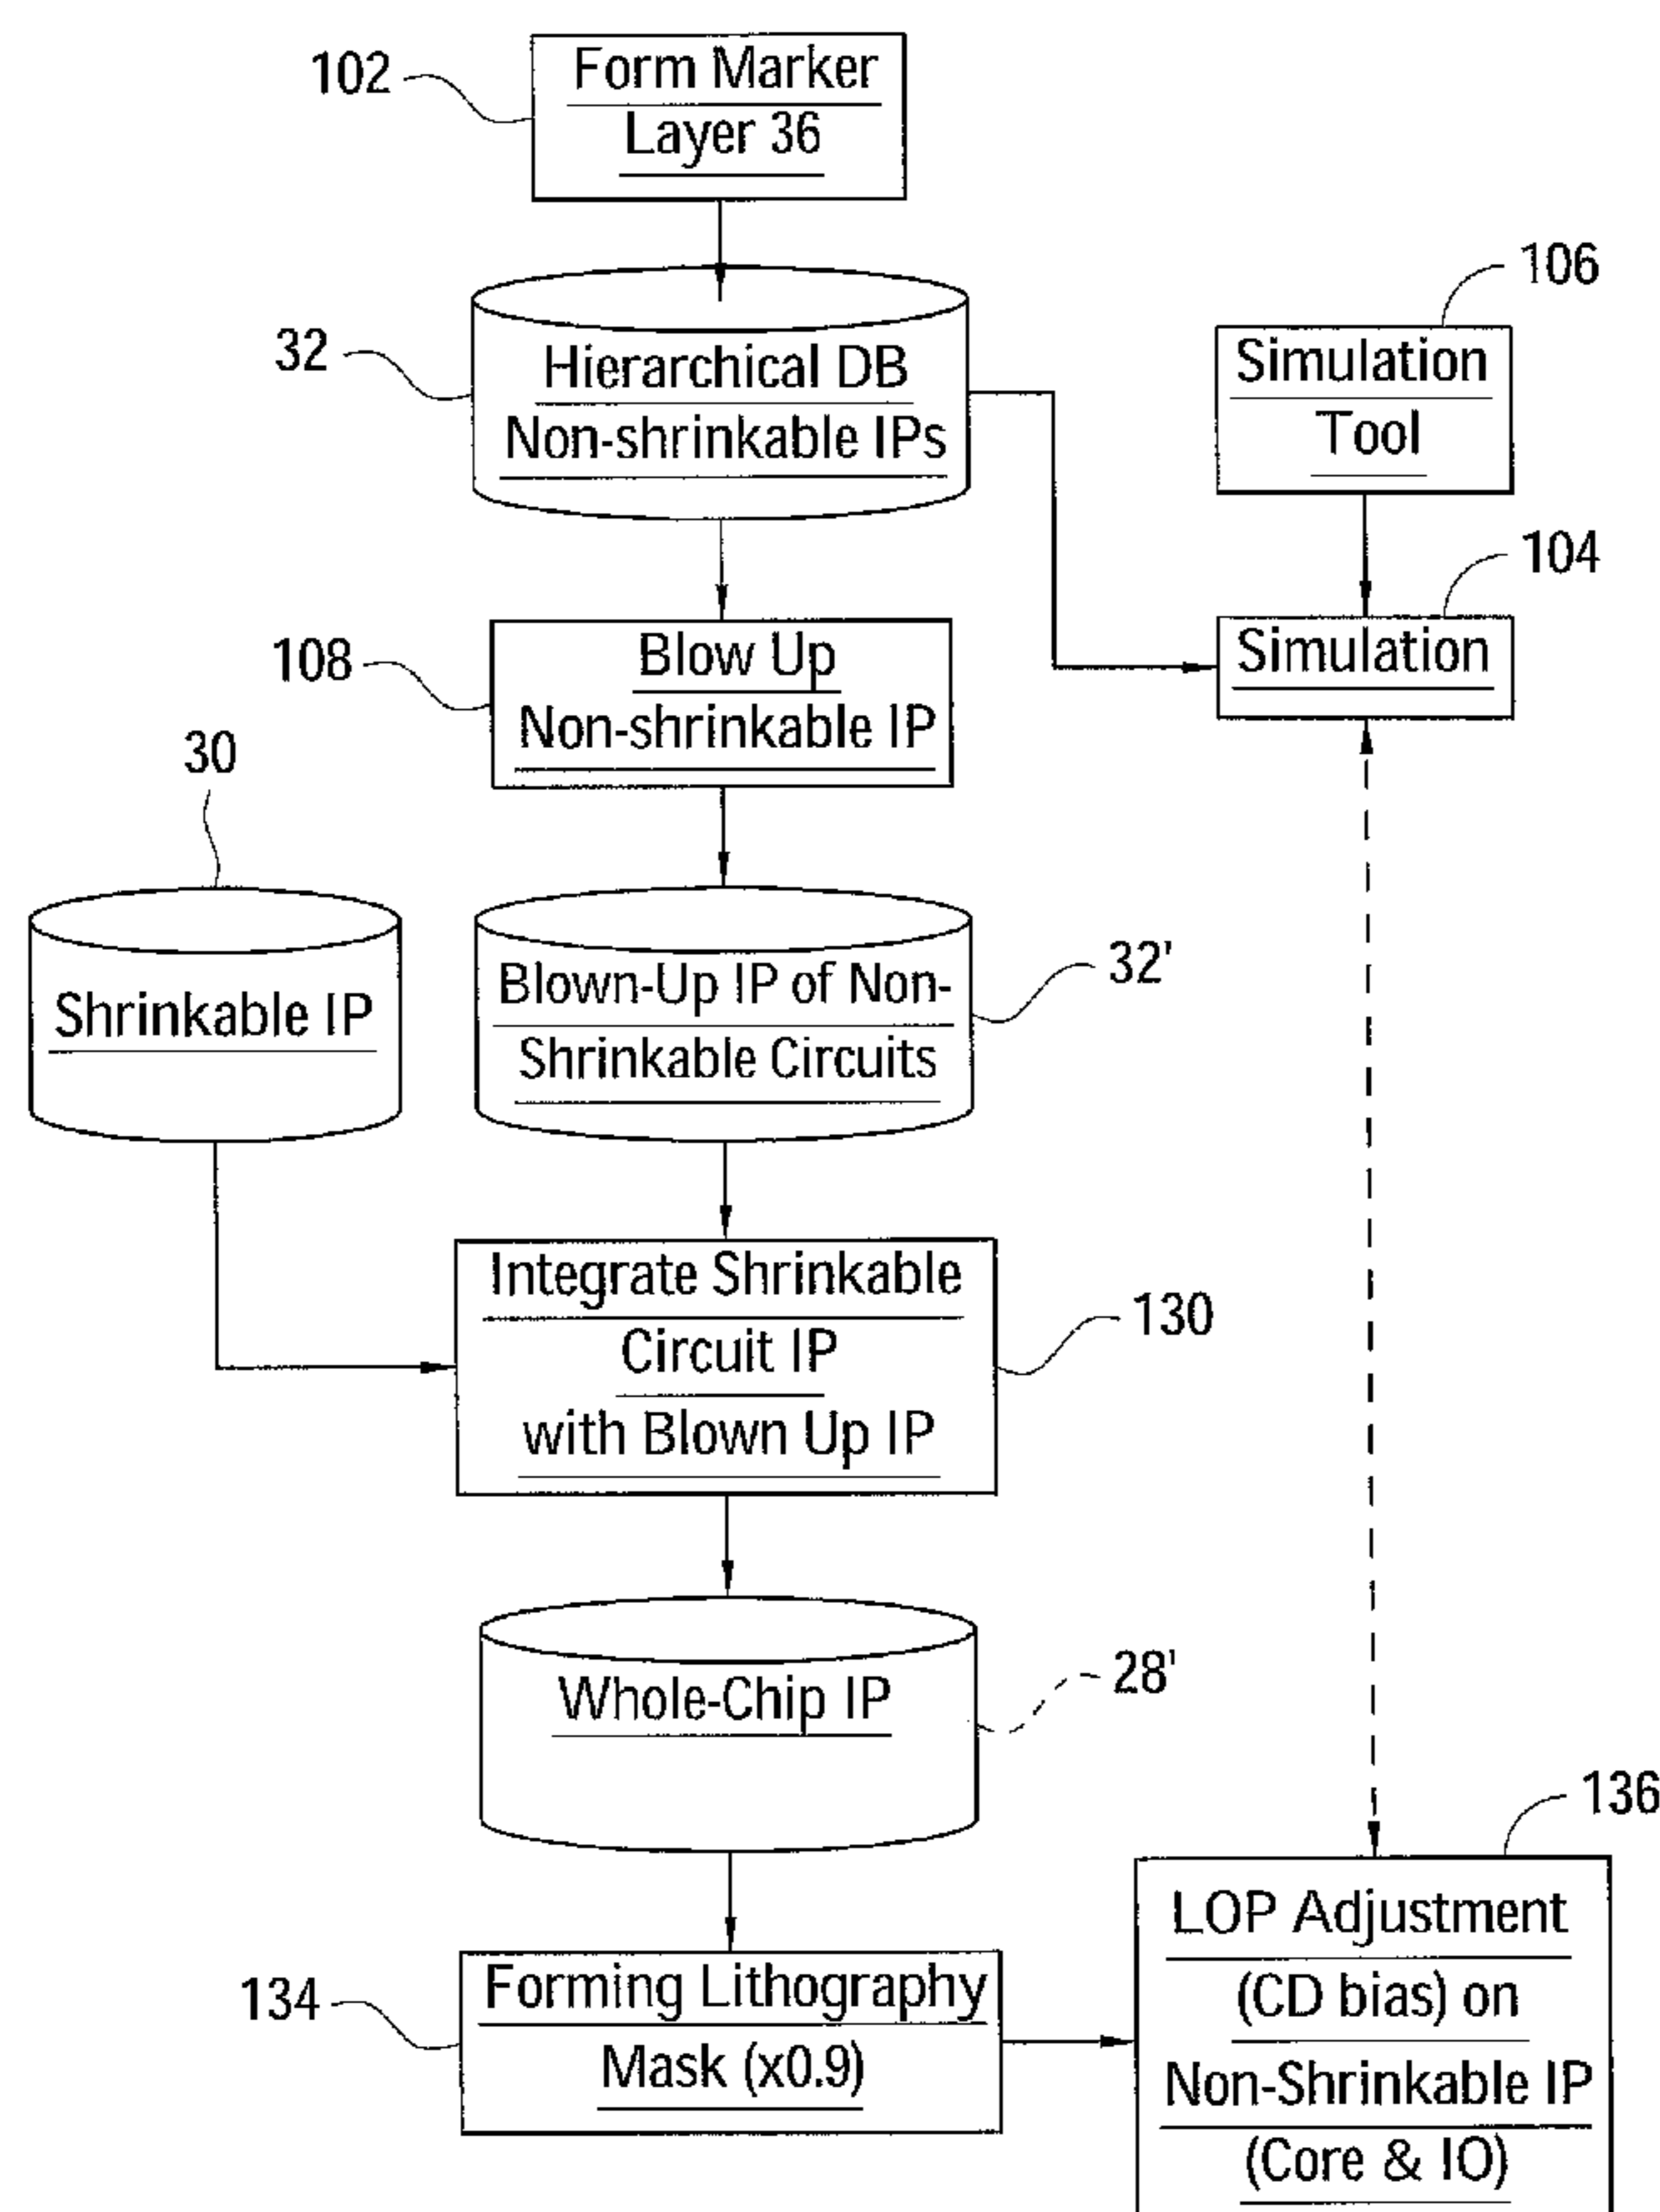 102
Form Marker
Layer 36
32
Hierarchical DB
Non-shrinkable IPs
106
Simulation
Tool
104
Simulation
108
Blow Up
Non-shrinkable IP
30
Shrinkable IP
Blown-Up IP of Non-
Shrinkable Circuits
32'
Integrate Shrinkable
Circuit IP
with Blown Up IP
130
Whole-Chip IP
28'
134
Forming Lithography
Mask (x0.9)
136
LOP Adjustment
(CD bias) on
Non-Shrinkable IP
(Core & IO)